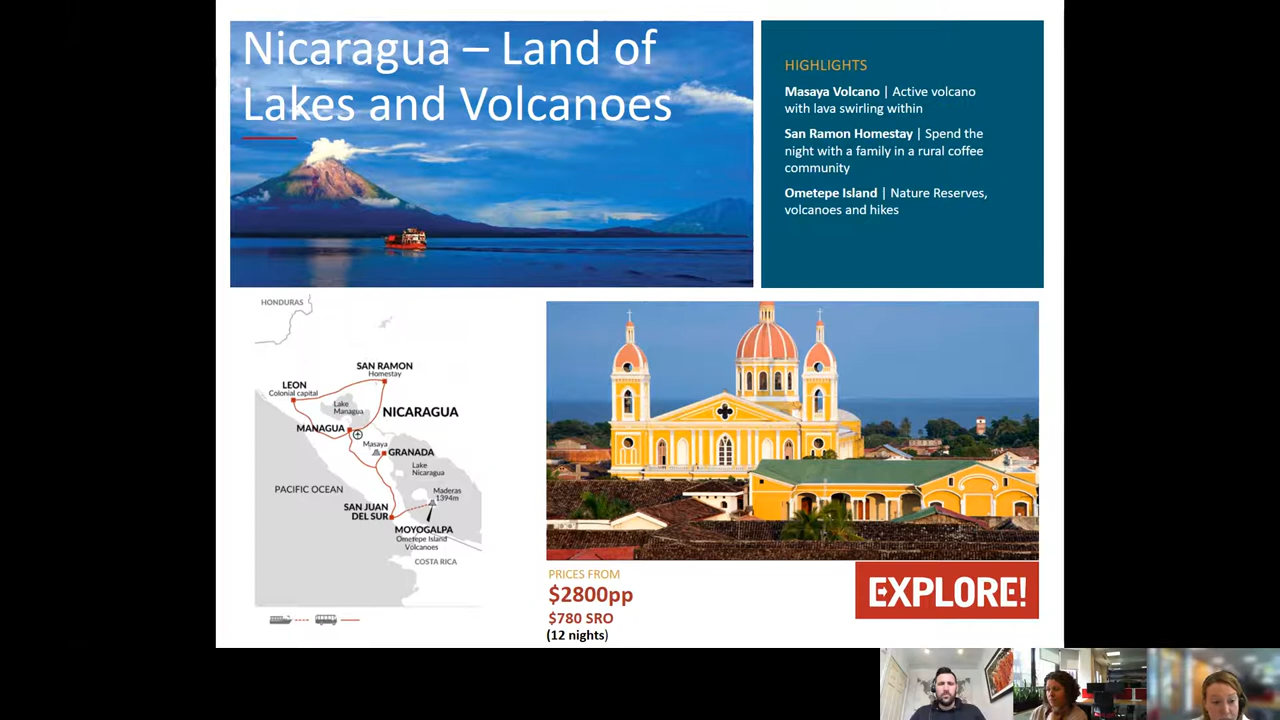 Nicaragua – Land of
Lakes and Volcanoes
HIGHLIGHTS
Masaya Volcano | Active volcano
with lava swirling within
San Ramon Homestay | Spend the
night with a family in a rural coffee
community
Ometepe Island | Nature Reserves,
volcanoes and hikes
HONDURAS
SAN RAMON
Homestay
LEON
Colonial capital
Lake
Managua
NICARAGUA
MANAGUA
Masaya
GRANADA
Lake
Nicaragua
PACIFIC OCEAN
Maderas
1394m
SAN JUAN
DEL SUR
MOYOGALPA
Ometepe Island
Volcanoes
COSTA RICA
PRICES FROM
$2800pp
$780 SRO
(12 nights)
EXPLORE!